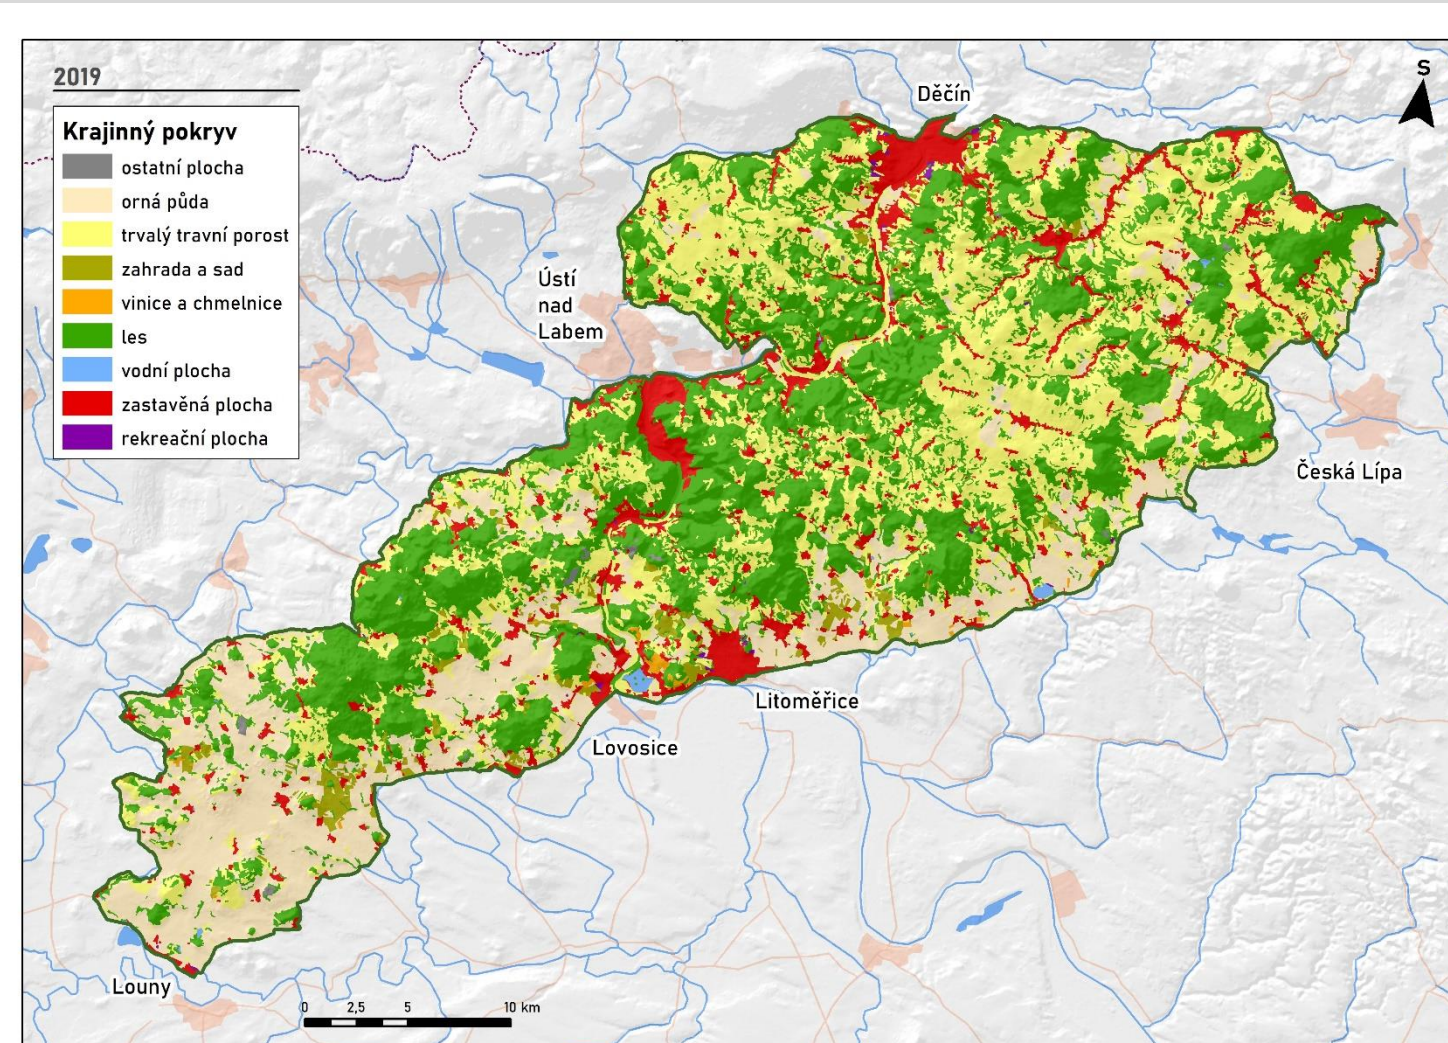 2019
Krajinný pokryv
ostatní plocha
orná půda
trvalý travní porost
zahrada a sad
vinice a chmelnice
les
vodní plocha
zastavěná plocha
rekreační plocha
S
Děčín
Ústí
nad
Labem
Česká Lípa
Litoměřice
Lovosice
Louny
0 2,5 5 10 km